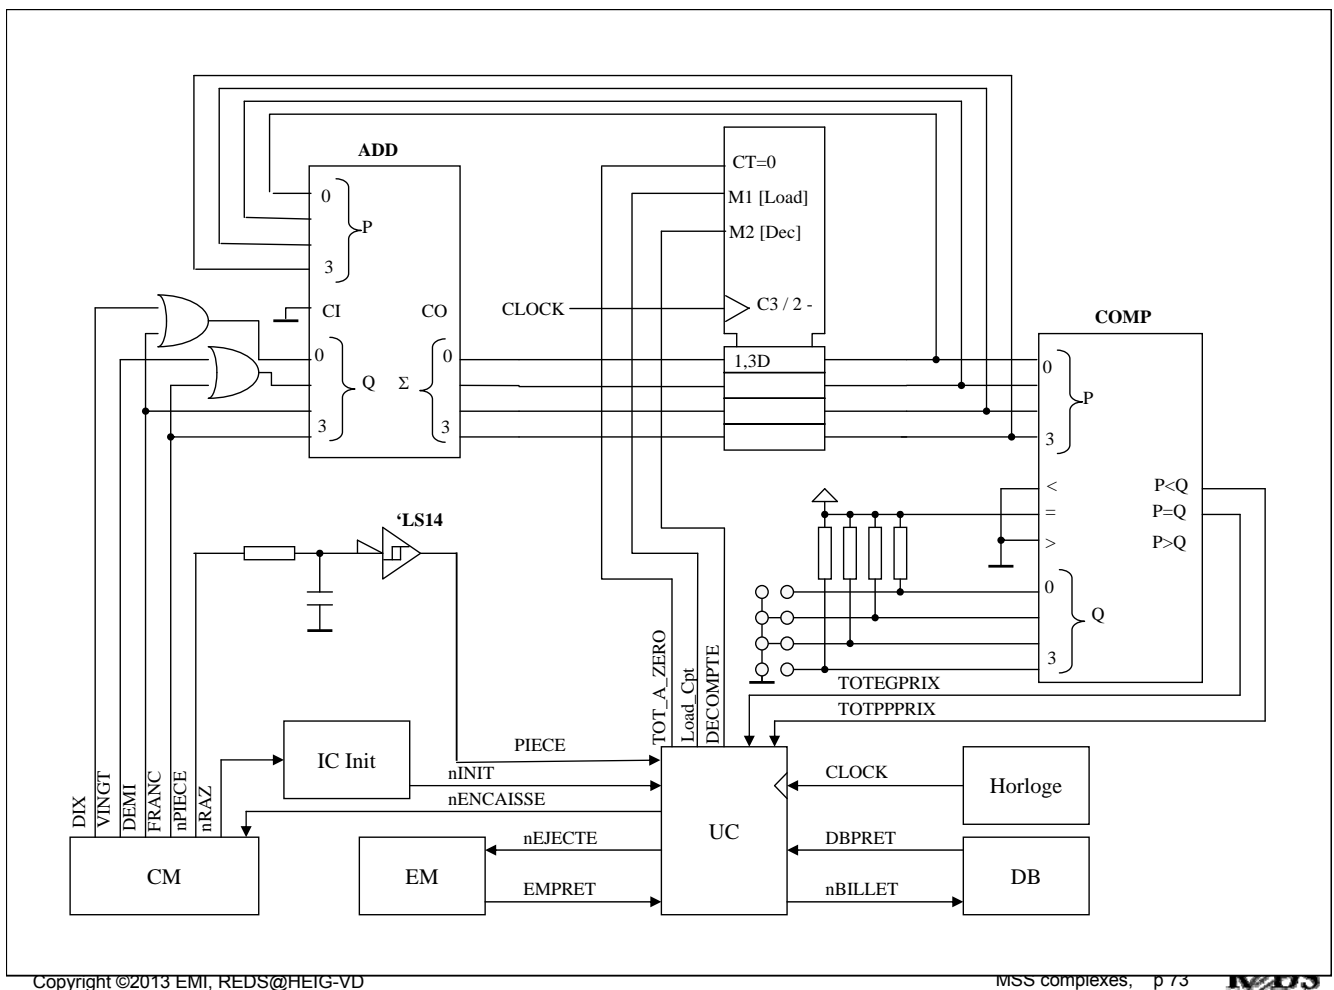 ADD
CT=0
0
M1 [Load]
P
M2 [Dec]
3
CI
CO
CLOCK
C3 / 2 -
COMP
0
0
1,3D
0
Q
Σ
P
3
3
3
<
P<Q
'LS14
=
P=Q
>
P>Q
0
Q
3
TOT_A_ZERO
Load_Cpt
DECOMPTE
TOTEGPRIX
TOTPPPRIX
PIECE
IC Init
nINIT
CLOCK
Horloge
nENCAISSE
DIX
VINGT
DEMI
FRANC
nPIECE
nRAZ
UC
nEJECTE
DBPRET
CM
EM
EMPRET
nBILLET
DB
Copyright ©2013 EMI, REDS@HEIG-VD
MSS complexes, p 73